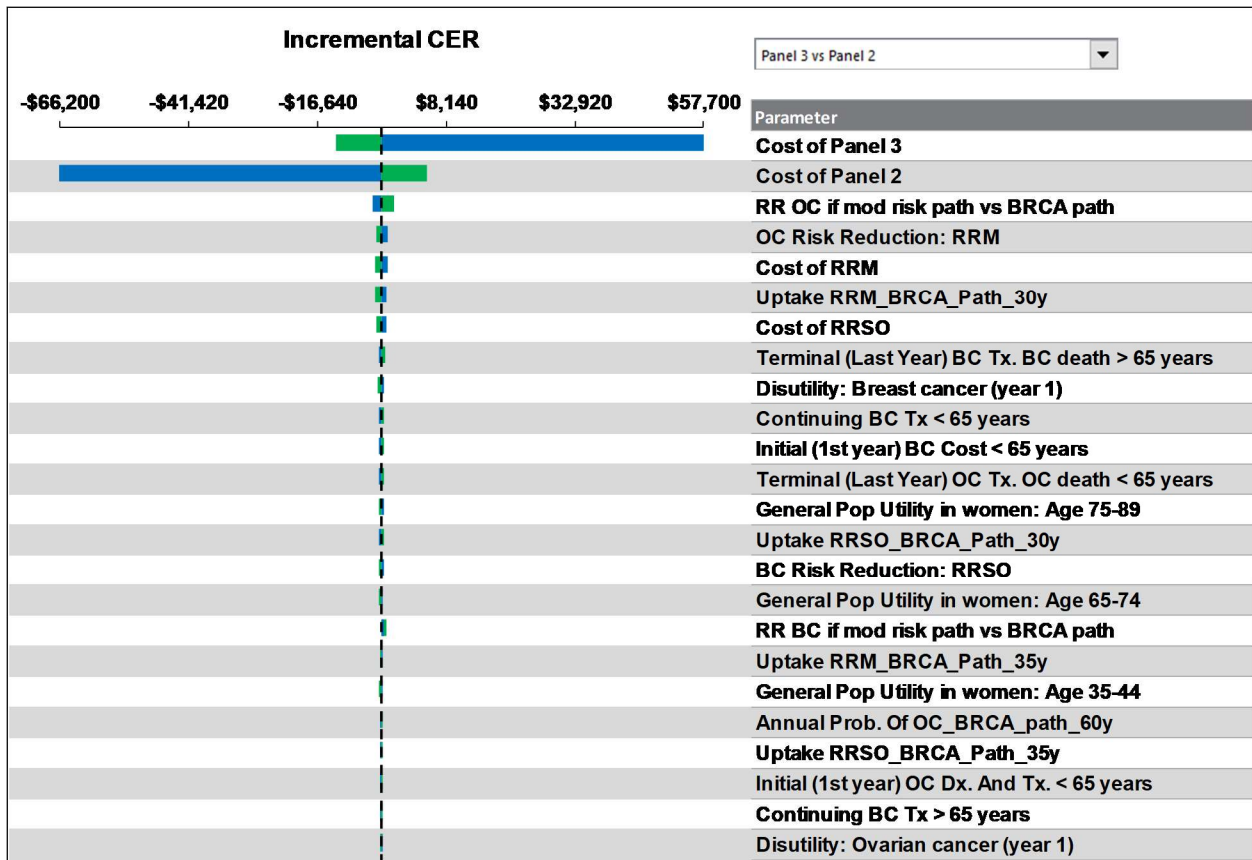 Incremental CER
Panel 3 vs Panel 2
-$66,200 -$41,420 -$16,640 $8,140 $32,920 $57,700
Parameter
Cost of Panel 3
Cost of Panel 2
RR OC if mod risk path vs BRCA path
OC Risk Reduction: RRM
Cost of RRM
Uptake RRM_BRCA_Path_30y
Cost of RRSO
Terminal (Last Year) BC Tx. BC death > 65 years
Disutility: Breast cancer (year 1)
Continuing BC Tx < 65 years
Initial (1st year) BC Cost < 65 years
Terminal (Last Year) OC Tx. OC death < 65 years
General Pop Utility in women: Age 75-89
Uptake RRSO_BRCA_Path_30y
BC Risk Reduction: RRSO
General Pop Utility in women: Age 65-74
RR BC if mod risk path vs BRCA path
Uptake RRM_BRCA_Path_35y
General Pop Utility in women: Age 35-44
Annual Prob. Of OC_BRCA_path_60y
Uptake RRSO_BRCA_Path_35y
Initial (1st year) OC Dx. And Tx. < 65 years
Continuing BC Tx > 65 years
Disutility: Ovarian cancer (year 1)